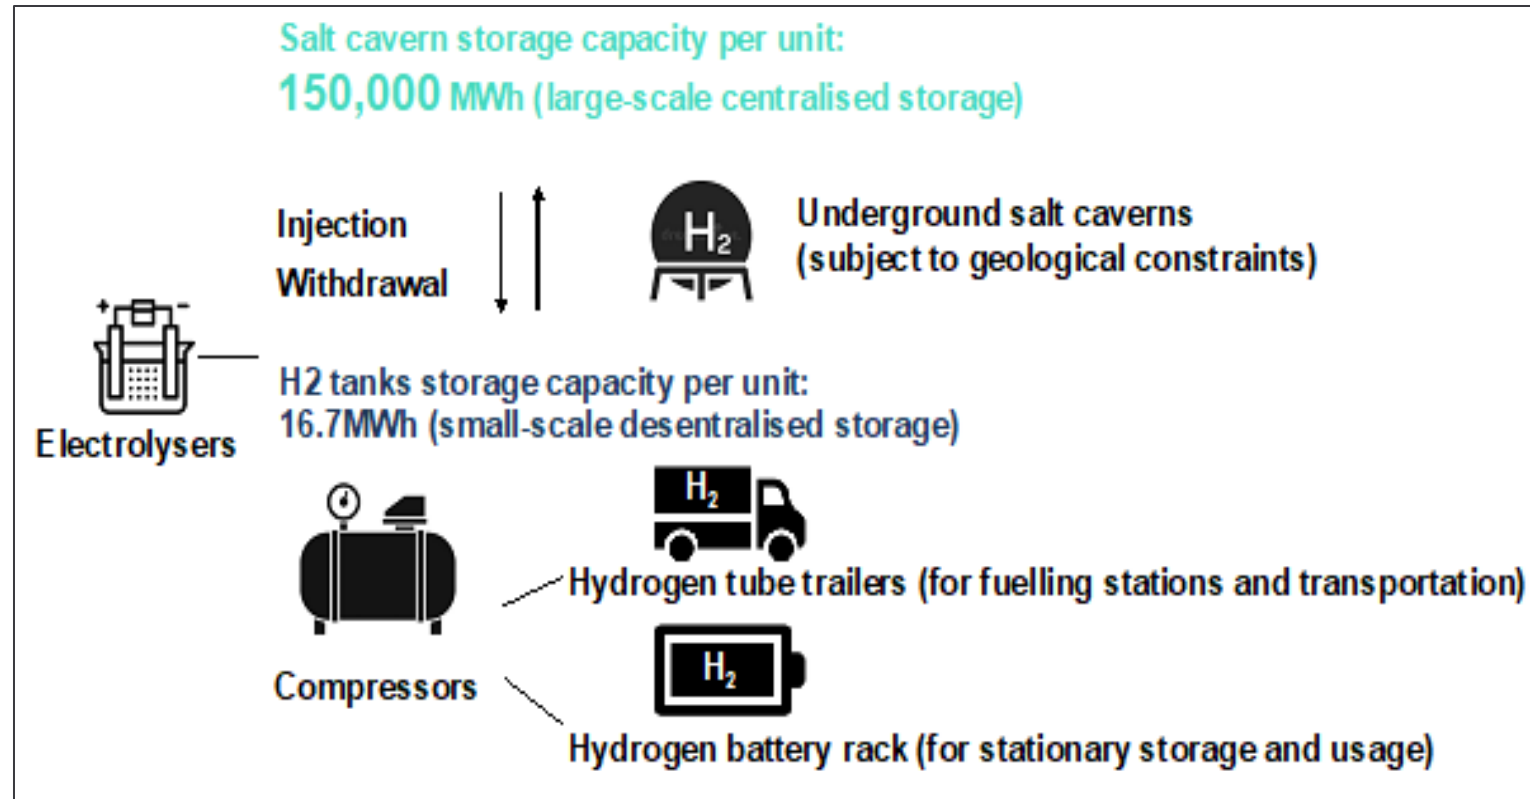 Salt cavern storage capacity per unit:
150,000 MWh (large-scale centralised storage)
Injection
Withdrawal
H2
Underground salt caverns
(subject to geological constraints)
+ -
Electrolysers
H2 tanks storage capacity per unit:
16.7MWh (small-scale desentralised storage)
H2
Hydrogen tube trailers (for fuelling stations and transportation)
Compressors
H2
Hydrogen battery rack (for stationary storage and usage)